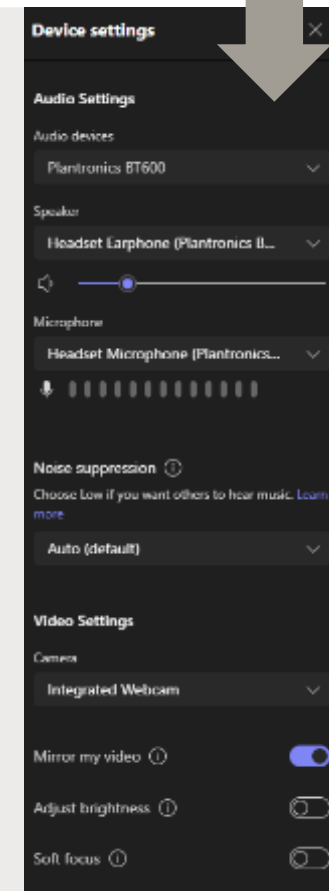 Device settings
Audio Settings
Audio devices
Plantronics BT600
Speaker
Headset Earphone (Plantronics B...
Microphone
Headset Microphone (Plantronics...
Noise suppression
Choose Low if you want others to hear music. Learn
more
Auto (default)
Video Settings
Camera
Integrated Webcam
Mirror my video
Adjust brightness
Soft focus